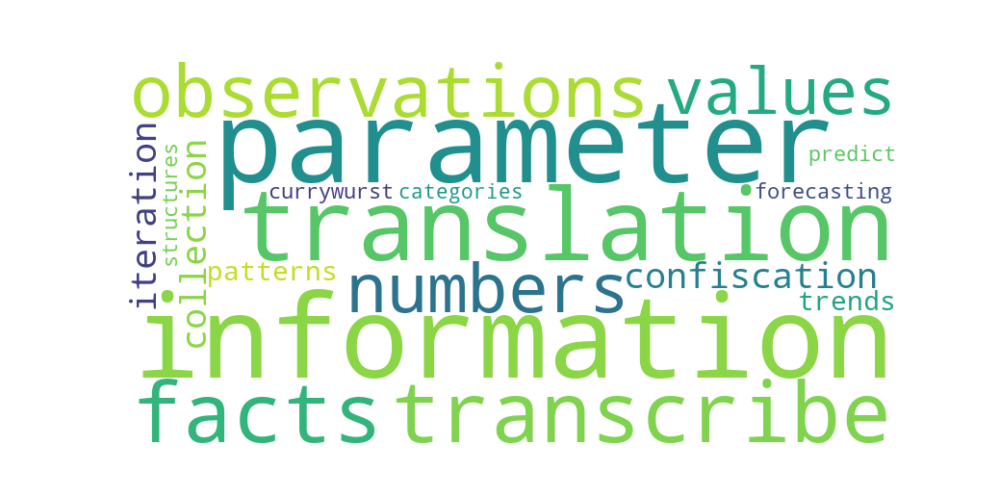 observations
values
parameter
predict
iteration
structures
collection
currywurst
categories
forecasting
translation
patterns
numbers
confiscation
trends
information
facts
transcribe